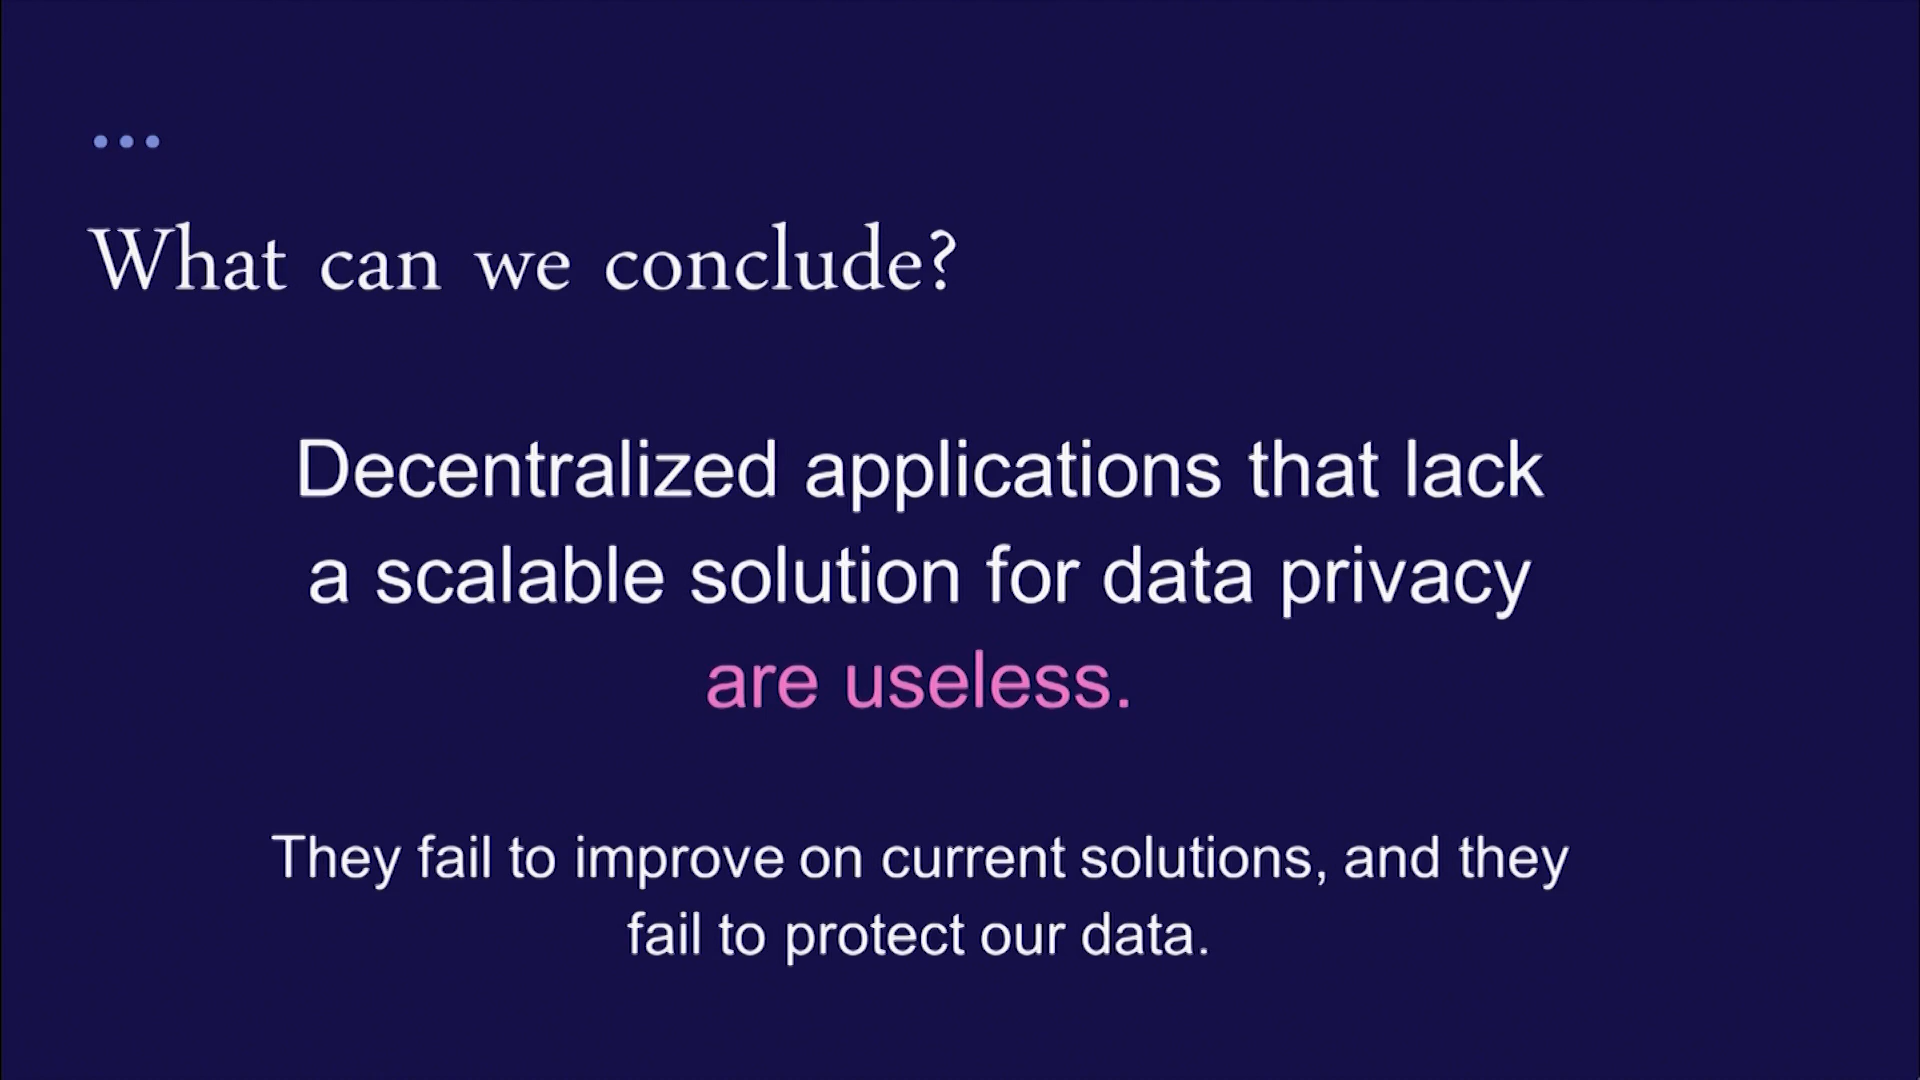 What can we conclude?
Decentralized applications that lack
a scalable solution for data privacy
are useless.
They fail to improve on current solutions, and they
fail to protect our data.